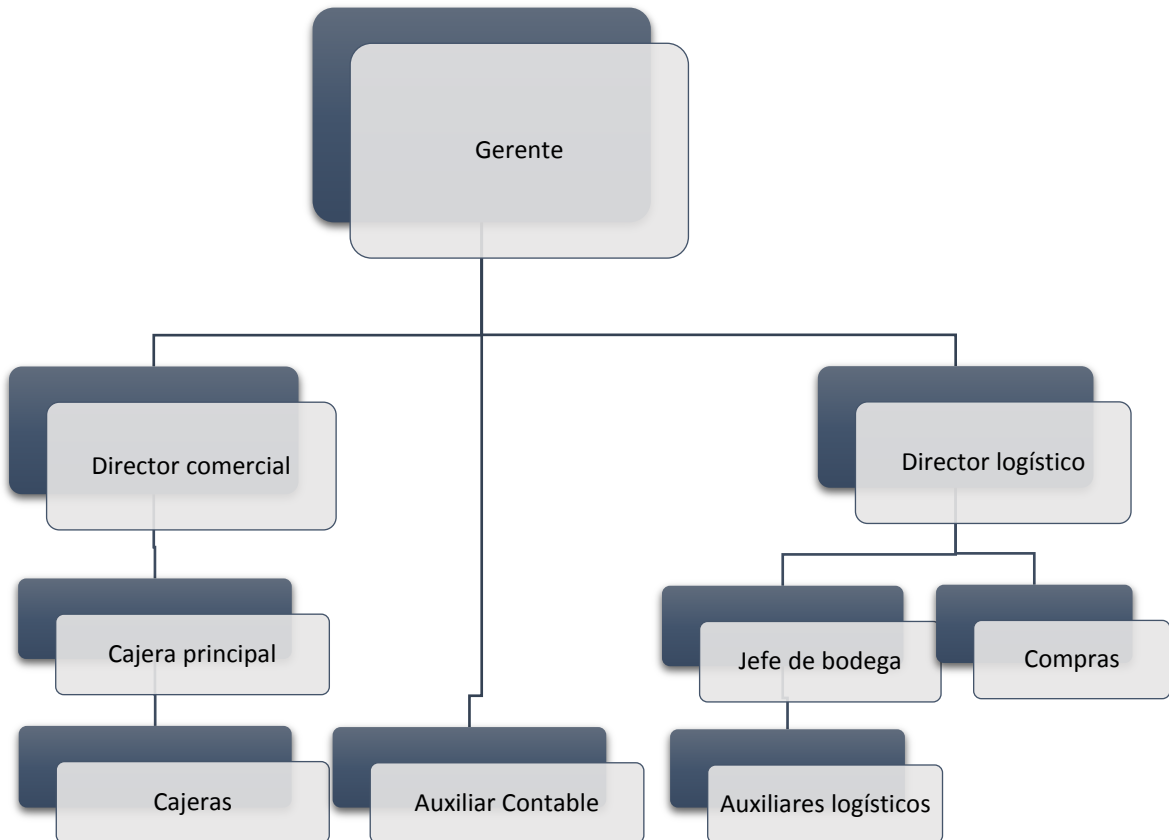 Gerente
Director comercial
Director logístico
Cajera principal
Jefe de bodega
Compras
Cajeras
Auxiliar Contable
Auxiliares logísticos